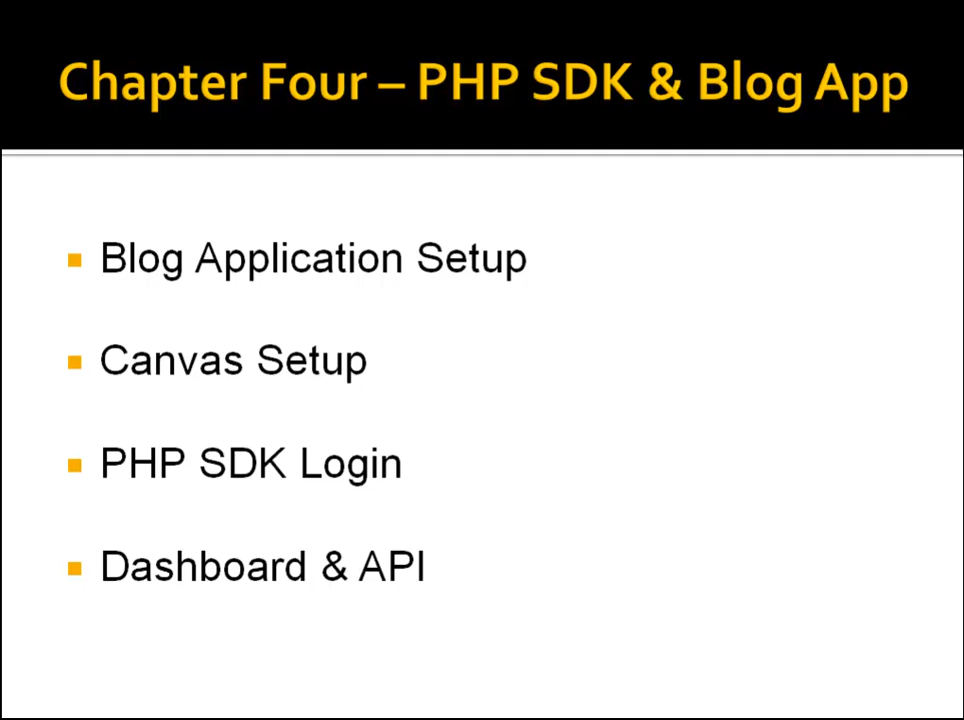 Chapter Four – PHP SDK & Blog App
Blog Application Setup
Canvas Setup
PHP SDK Login
Dashboard & API